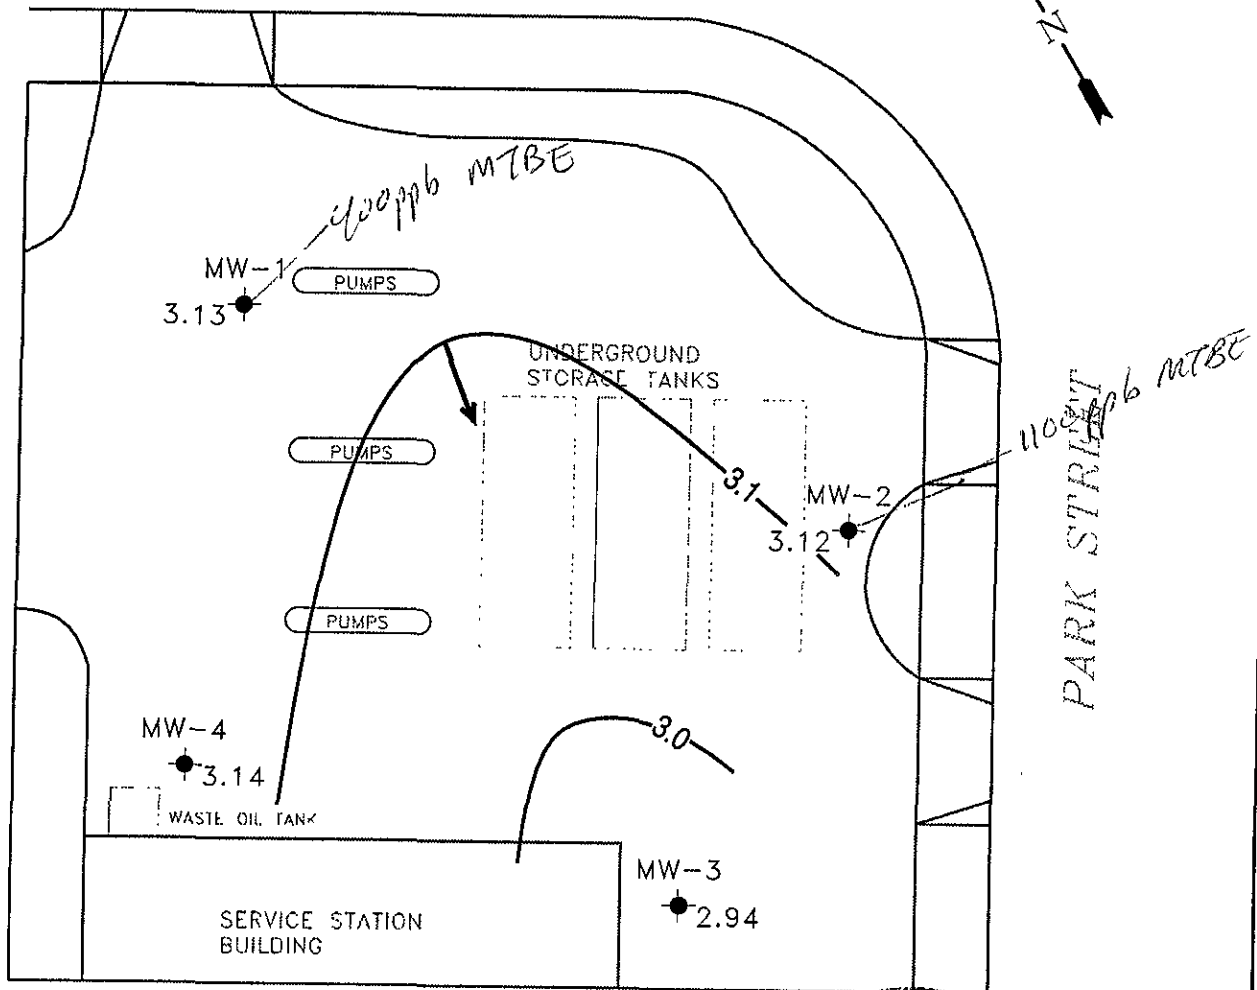 N
400ppb MTBE
MW-1
3.13
PUMPS
UNDERGROUND
STORAGE TANKS
PUMPS
3.1
MW-2
3.12
1100ppb MTBE
PARK STREET
PUMPS
MW-4
3.14
WASTE OIL TANK
3.0
MW-3
2.94
SERVICE STATION
BUILDING